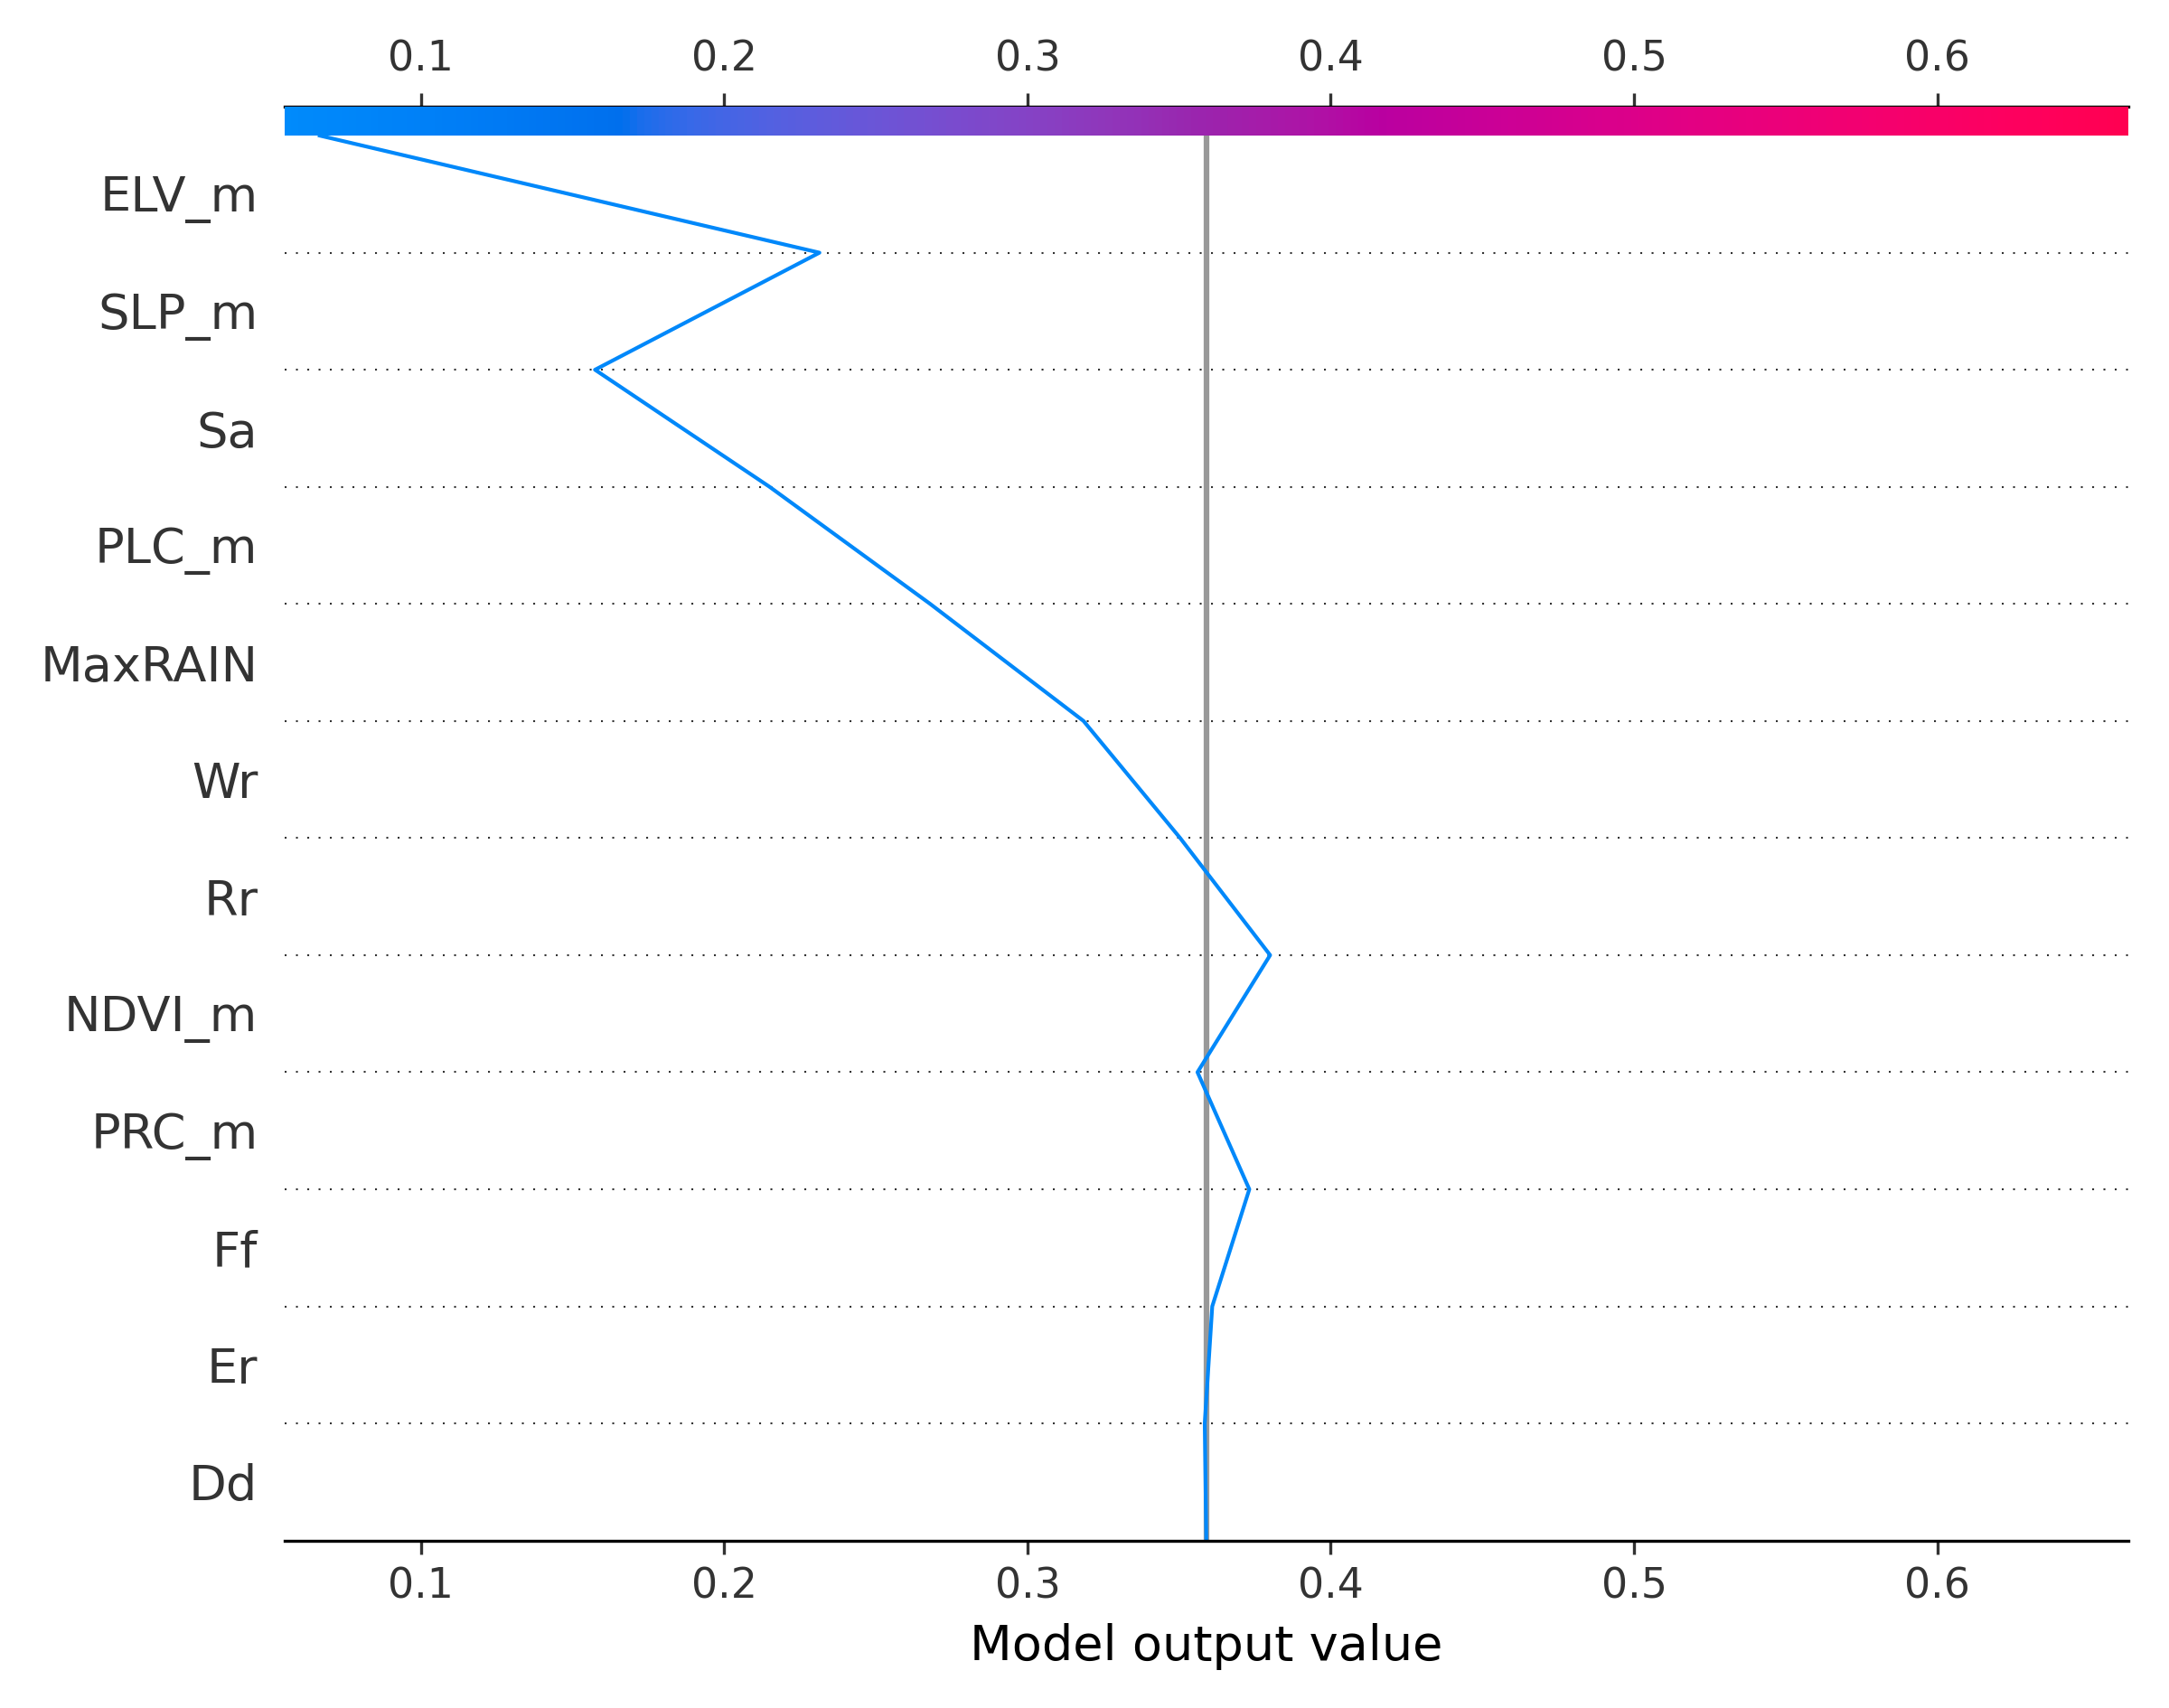 0.1 0.2 0.3 0.4 0.5 0.6
ELV_m
SLP_m
Sa
PLC_m
MaxRAIN
Wr
Rr
NDVI_m
PRC_m
Ff
Er
Dd
0.1 0.2 0.3 0.4 0.5 0.6
Model output value